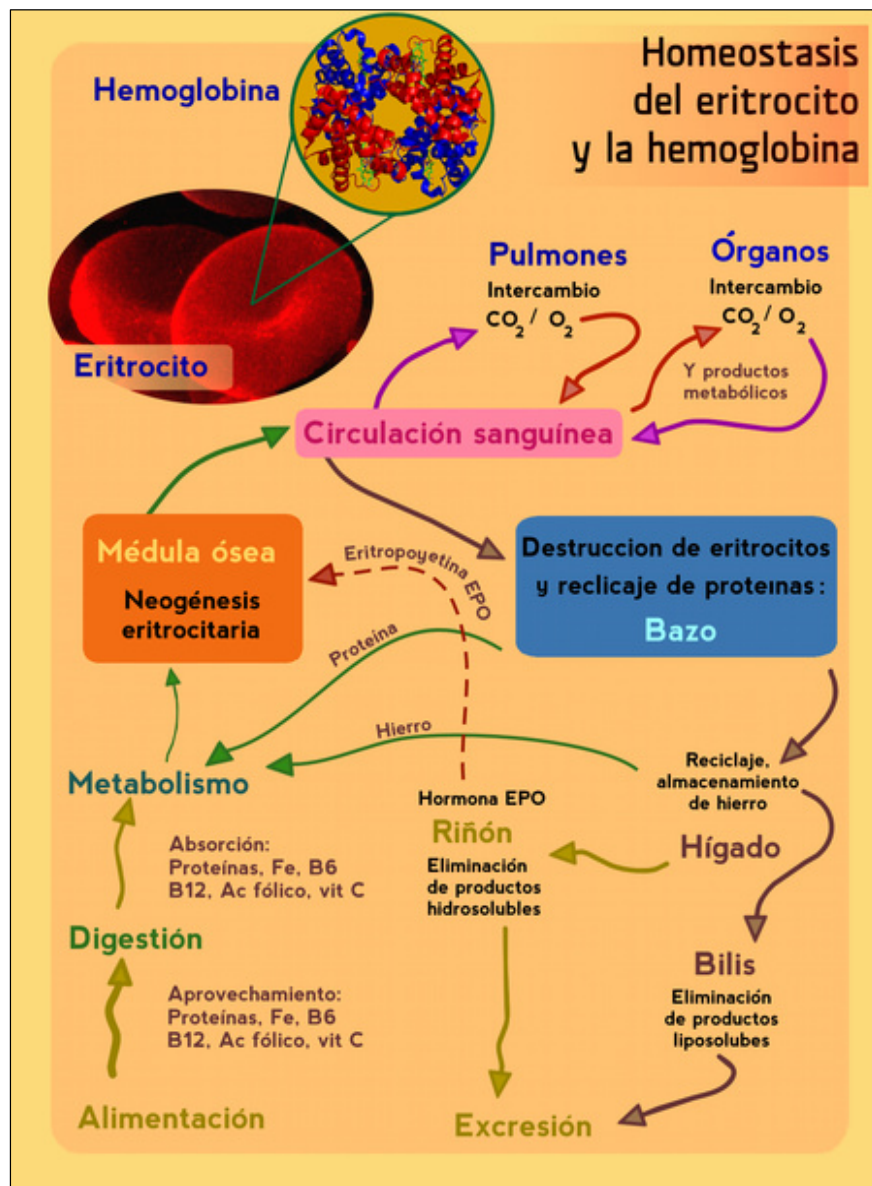 Homeostasis
del eritrocito
y la hemoglobina
Hemoglobina
Eritrocito
Pulmones
Intercambio
CO2/ O2
Órganos
Intercambio
CO2/ O2
Y productos
metabólicos
Circulación sanguínea
Médula ósea
Neogénesis
eritrocitaria
Eritropoyetina EPO
Destruccion de eritrocitos
y reclicaje de proteınas:
Bazo
Proteína
Hierro
Metabolismo
Reciclaje,
almacenamiento
de hierro
Hígado
Hormona EPO
Riñón
Eliminación
de productos
hidrosolubles
Absorción:
Proteínas, Fe, B6
B12, Ac fólico, vit C
Digestión
Bilis
Eliminación
de productos
liposolubes
Aprovechamiento:
Proteínas, Fe, B6
B12, Ac fólico, vit C
Alimentación
Excresión